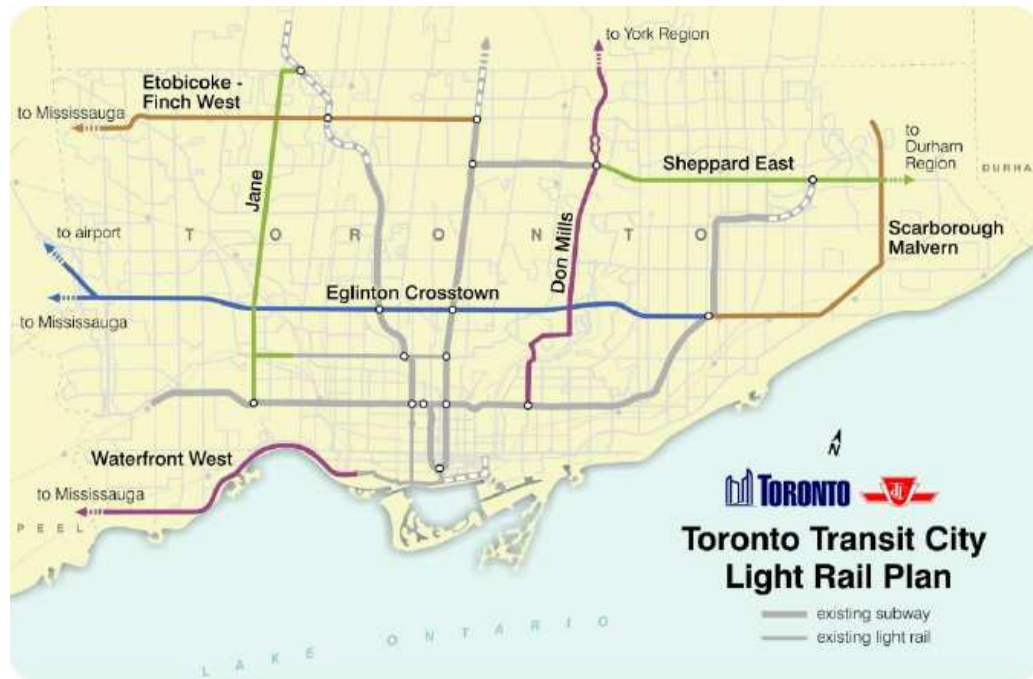 to York Region
Etobicoke -
Finch West
to Mississauga
Sheppard East
to
Durham
Region
DURHA
Jane
to airport
TORONTO
Don Mills
Scarborough
Malvern
Eglinton Crosstown
to Mississauga
Waterfront West
to Mississauga
PEEL
N
TORONTO
TTC
Toronto Transit City
Light Rail Plan
existing subway
existing light rail
LAKE ONTARIO